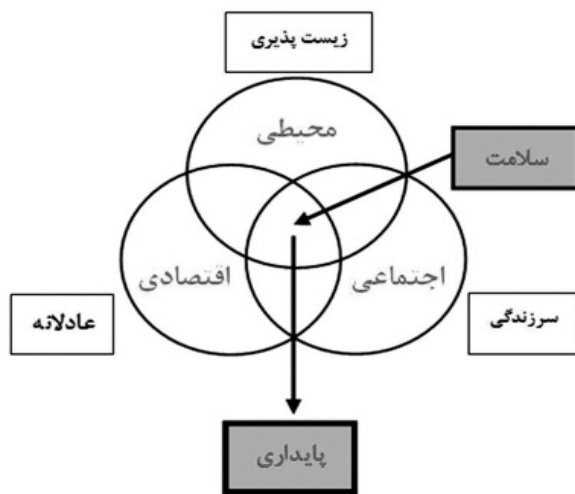 زیست پذیری
محیطی
سلامت
اجتماعی
اقتصادی
سرزندگی
عادلانه
پایداری